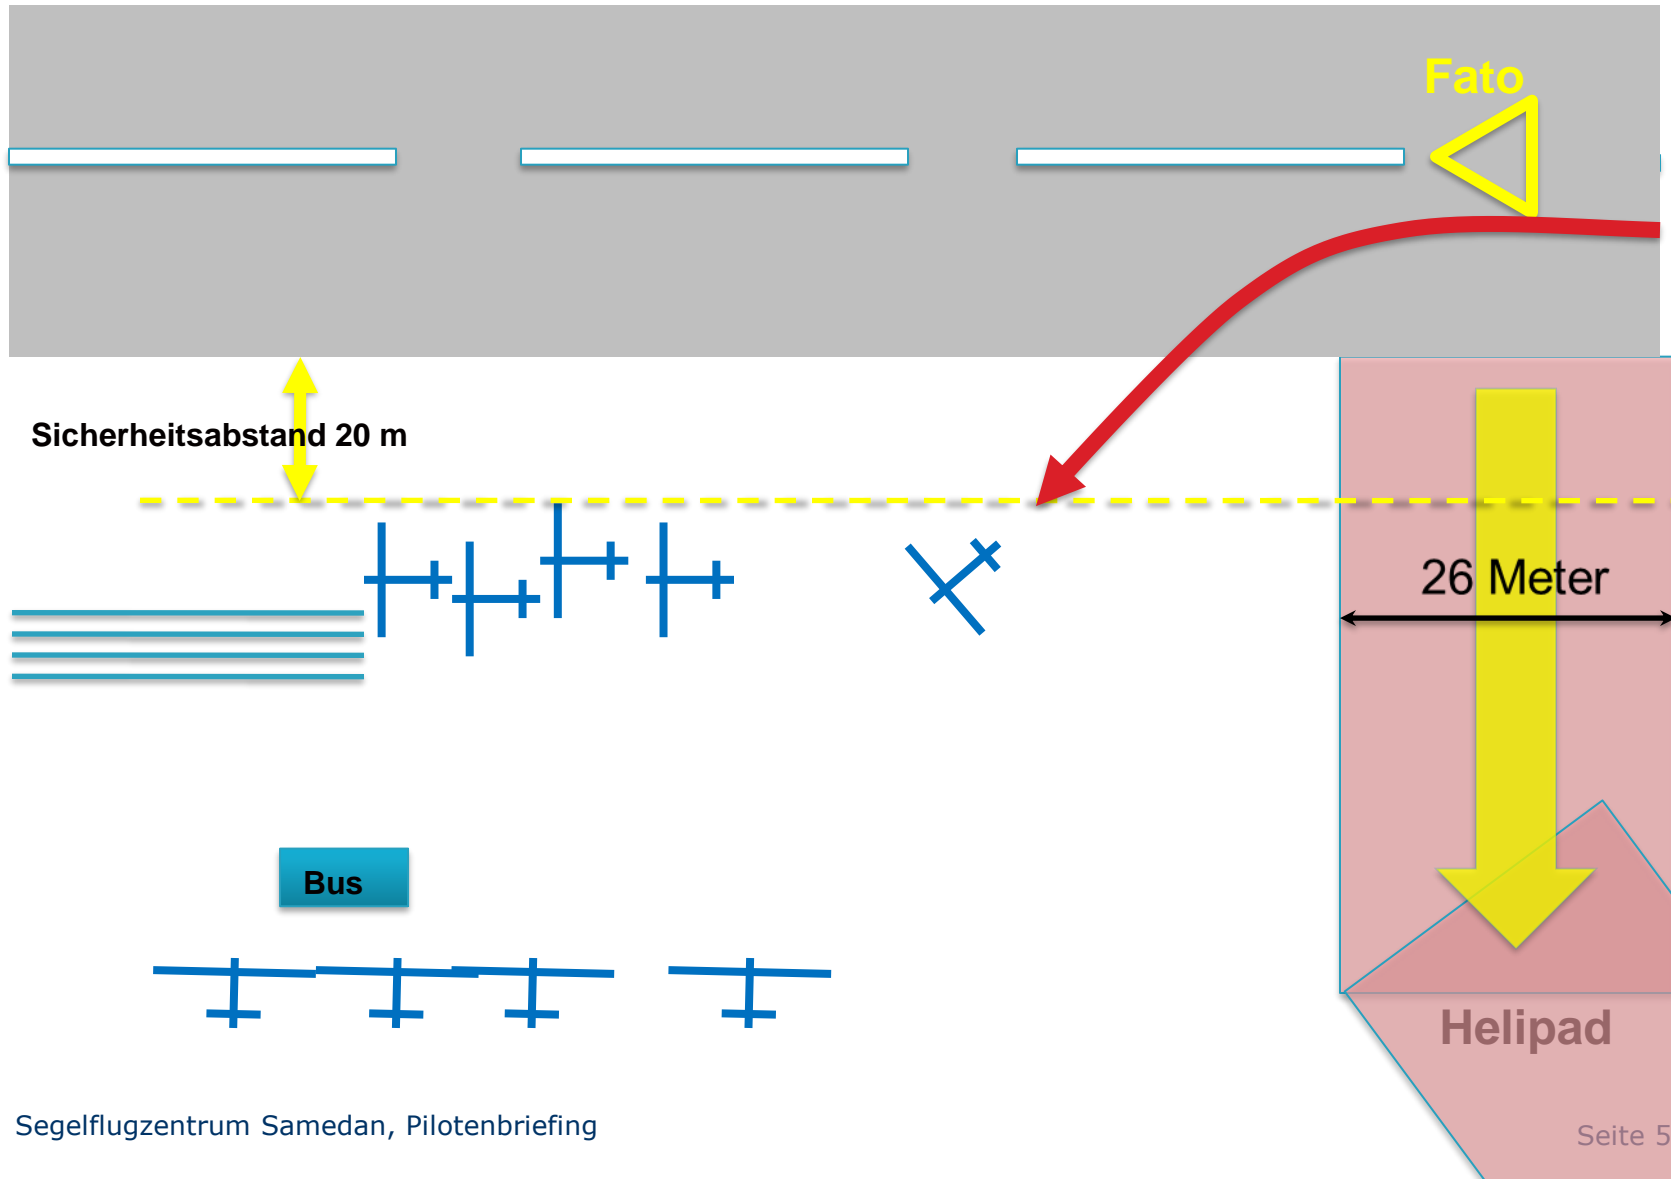 Fato
Sicherheitsabstand 20 m
26 Meter
Bus
Helipad
Segelflugzentrum Samedan, Pilotenbriefing
Seite 5